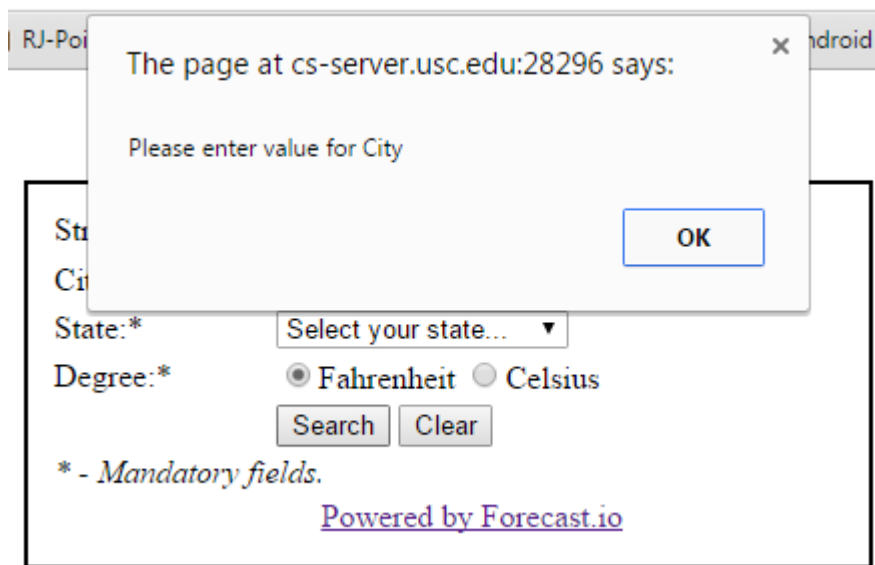 RJ-Poi
ndroid
The page at cs-server.usc.edu:28296 says:
Please enter value for City
OK
Str
Cit
State:* Select your state...
Degree:* Fahrenheit Celsius
Search Clear
* - Mandatory fields.
Powered by Forecast.io